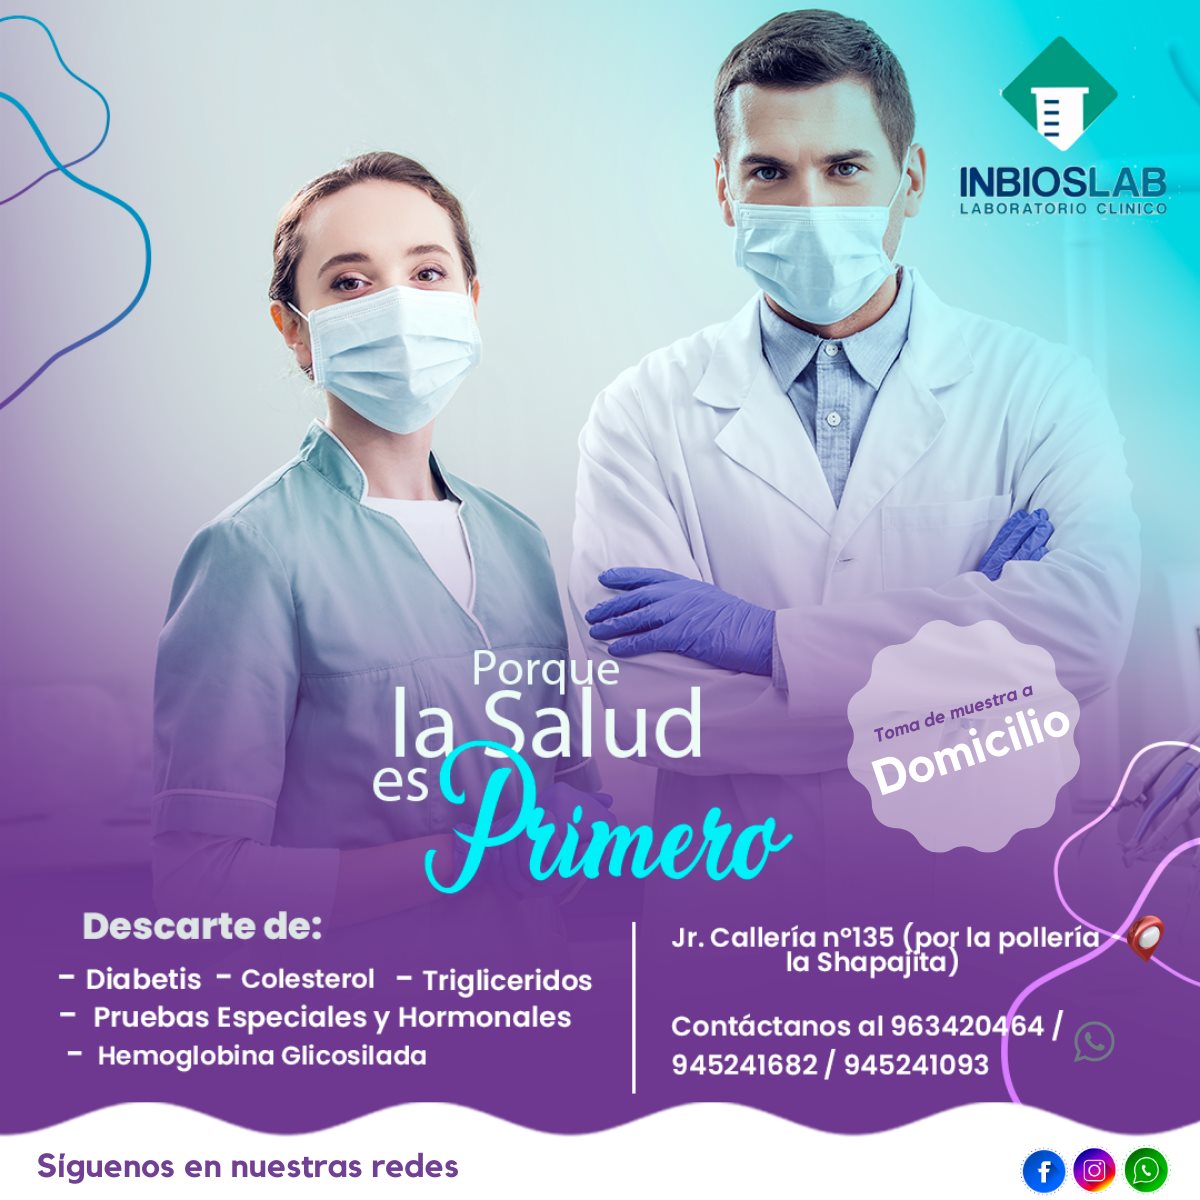 INBIOSLAB
LABORATORIO CLINICO
Porque
la Salud
es Primero
Toma de muestra a
Domicilio
Descarte de:
- Diabetis - Colesterol - Trigliceridos
- Pruebas Especiales y Hormonales
- Hemoglobina Glicosilada
Jr. Callería n°135 (por la pollería
la Shapajita)
Contáctanos al 963420464 /
945241682 / 945241093
Síguenos en nuestras redes